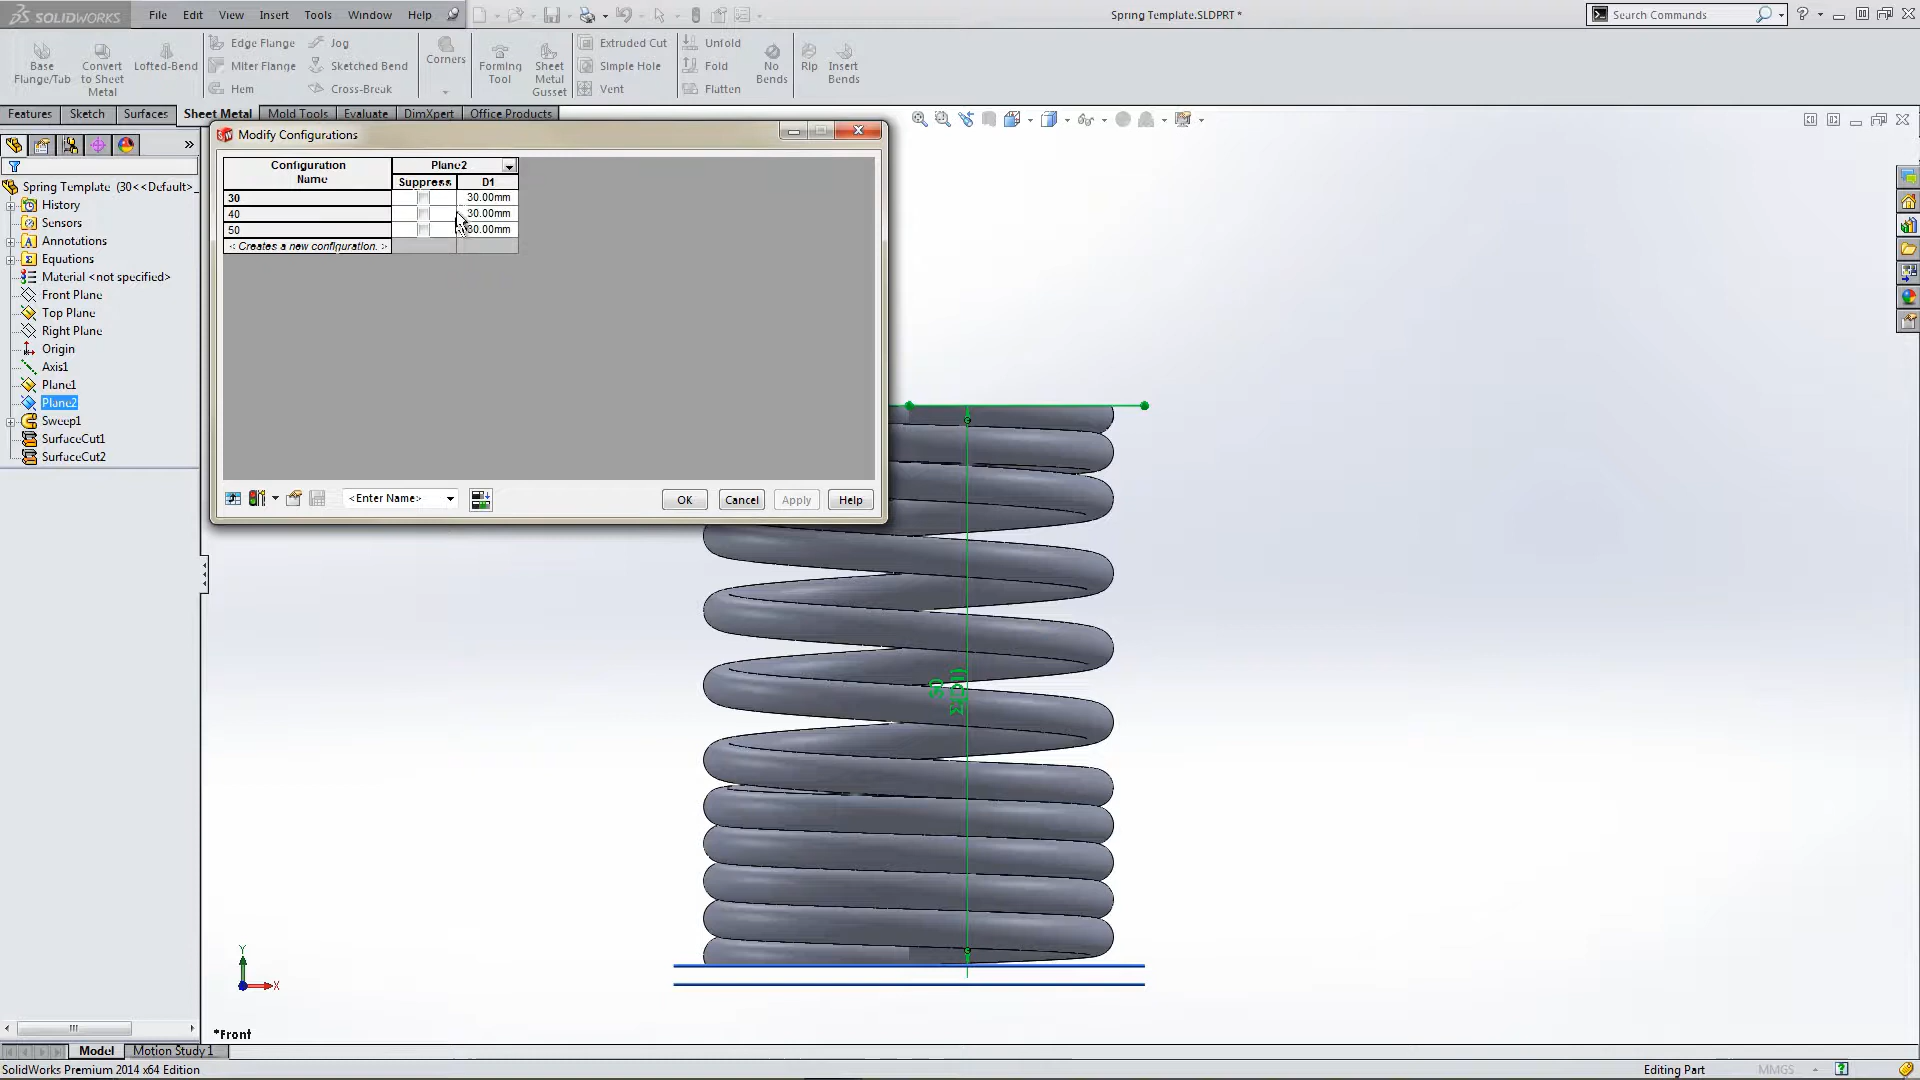 SOLIDWORKS File Edit View Insert Tools Window Help Spring Template.SLDPRT * Search Commands
Edge Flange Jog Extruded Cut Unfold
Base Flange/Tub Convert to Sheet Metal Lofted-Bend Miter Flange Sketched Bend Corners Forming Tool Sheet Metal Gusset Simple Hole Fold No Bends Rip Insert Bends
Hem Cross-Break Vent Flatten
Features Sketch Surfaces Sheet Metal Mold Tools Evaluate DimXpert Office Products
Modify Configurations
Configuration Name Plane2
Suppress D1
30 30.00mm
40 30.00mm
50 30.00mm
< Creates a new configuration. >
<Enter Name> OK Cancel Apply Help
Spring Template (30<<Default>_
History
Sensors
Annotations
Equations
Material <not specified>
Front Plane
Top Plane
Right Plane
Origin
Axis1
Plane1
Plane2
Sweep1
SurfaceCut1
SurfaceCut2
Y
X
*Front
Model Motion Study 1
SolidWorks Premium 2014 x64 Edition Editing Part MMGS